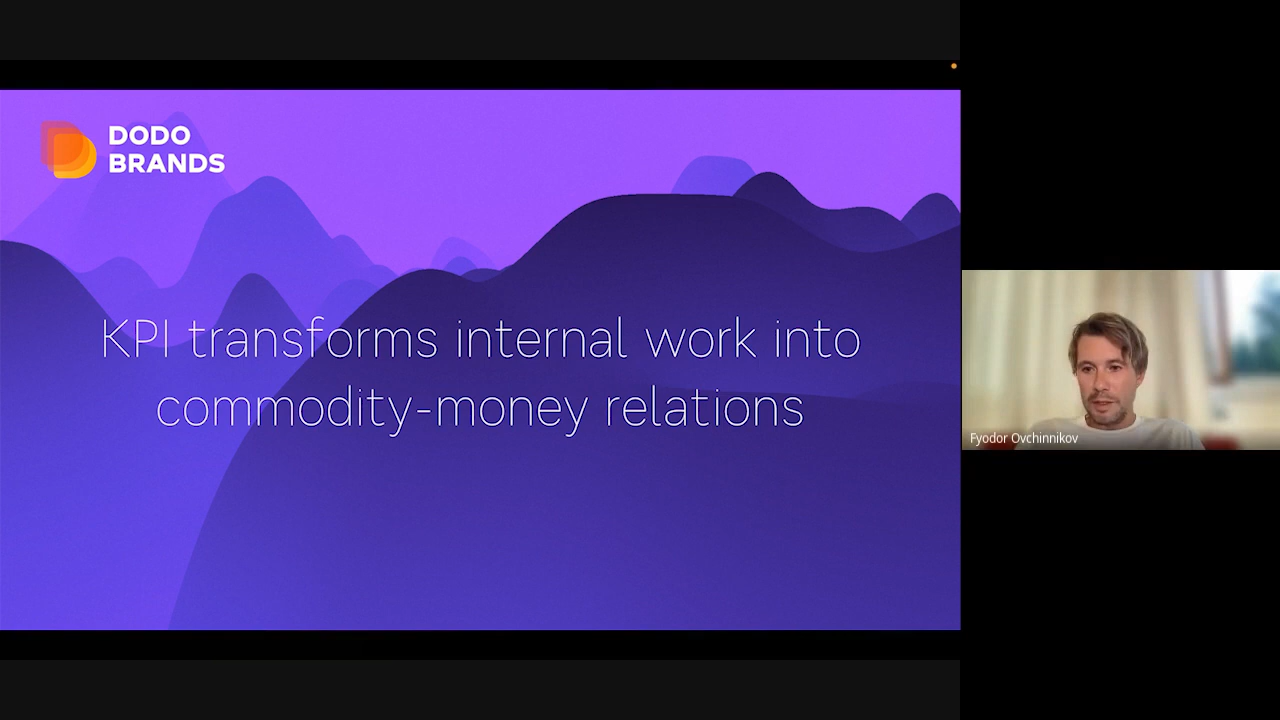 DODO
BRANDS
KPI transforms internal work into
commodity-money relations
Fyodor Ovchinnikov